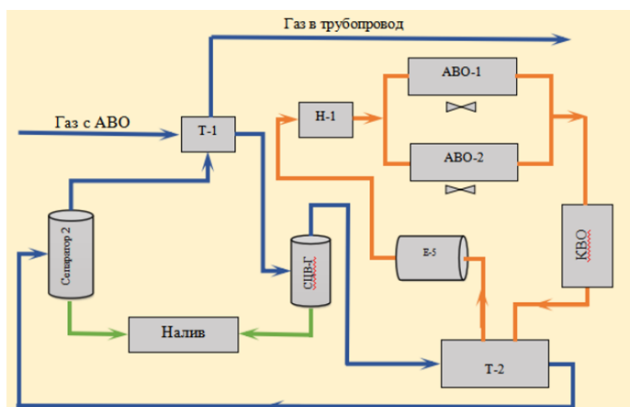 Газ в трубопровод
АВО-1
Газ с АВО
Т-1
Н-1
АВО-2
Сепаратор 2
СЦВ-Г
Е-5
КВО
Налив
Т-2